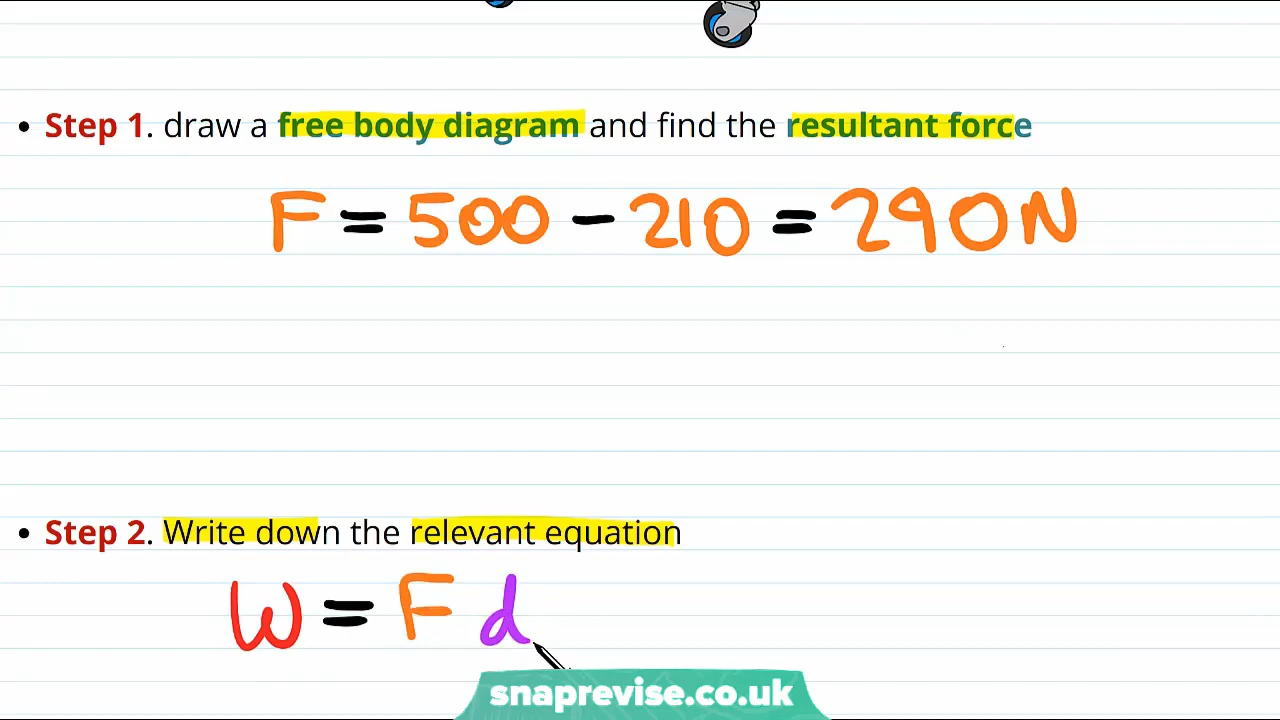 • Step 1. draw a free body diagram and find the resultant force
F = 500 - 210 = 290N
• Step 2. Write down the relevant equation
W = F d
snaprevise.co.uk